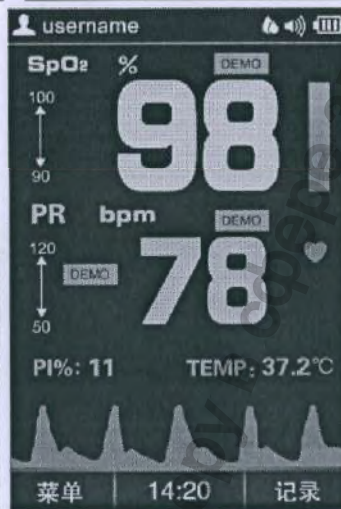 username
SpO₂ % DEMO
100
98
90
PR bpm DEMO
120
DEMO 78
50
PI%: 11 TEMP: 37.2℃
菜单 14:20 记录